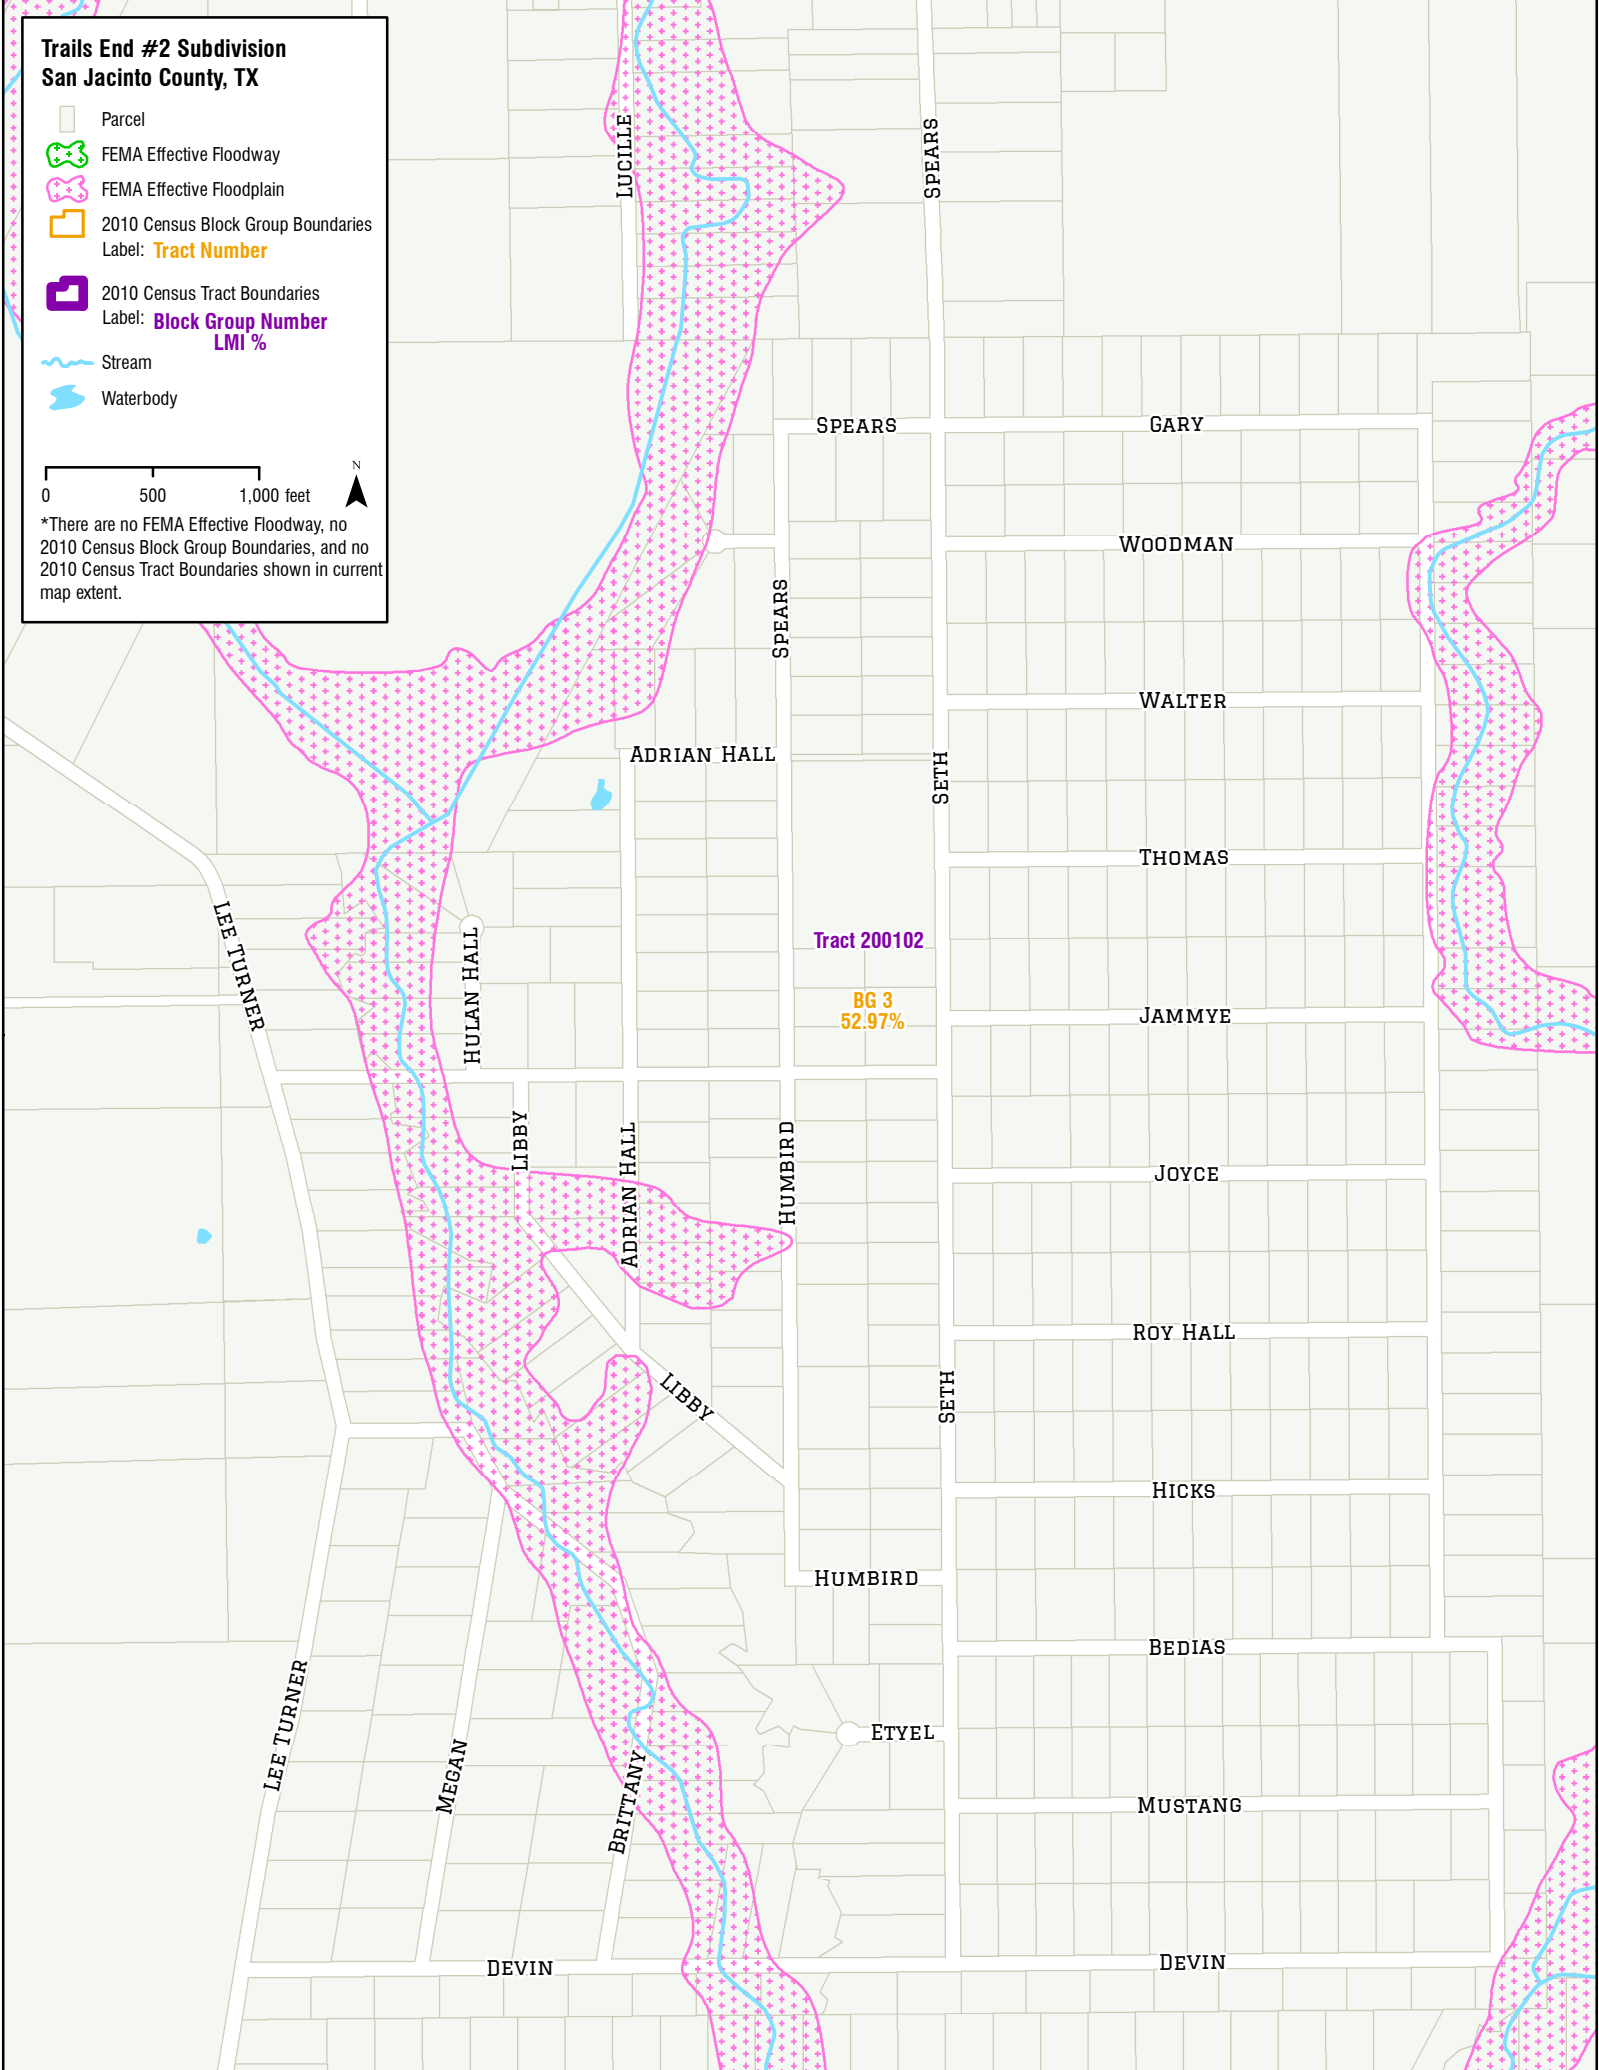 Trails End #2 Subdivision
San Jacinto County, TX
Parcel
FEMA Effective Floodway
FEMA Effective Floodplain
2010 Census Block Group Boundaries
Label: Tract Number
2010 Census Tract Boundaries
Label: Block Group Number
LMI %
Stream
Waterbody
N
0 500 1,000 feet
*There are no FEMA Effective Floodway, no
2010 Census Block Group Boundaries, and no
2010 Census Tract Boundaries shown in current
map extent.
LUCILLE
SPEARS
SPEARS
GARY
WOODMAN
SPEARS
WALTER
ADRIAN HALL
SETH
THOMAS
LEE TURNER
HULAN HALL
Tract 200102
BG 3
52.97%
JAMMYE
LIBBY
ADRIAN HALL
HUMBIRD
JOYCE
ROY HALL
LIBBY
SETH
HICKS
HUMBIRD
BEDIAS
LEE TURNER
MEGAN
BRITTANY
ETYEL
MUSTANG
DEVIN
DEVIN